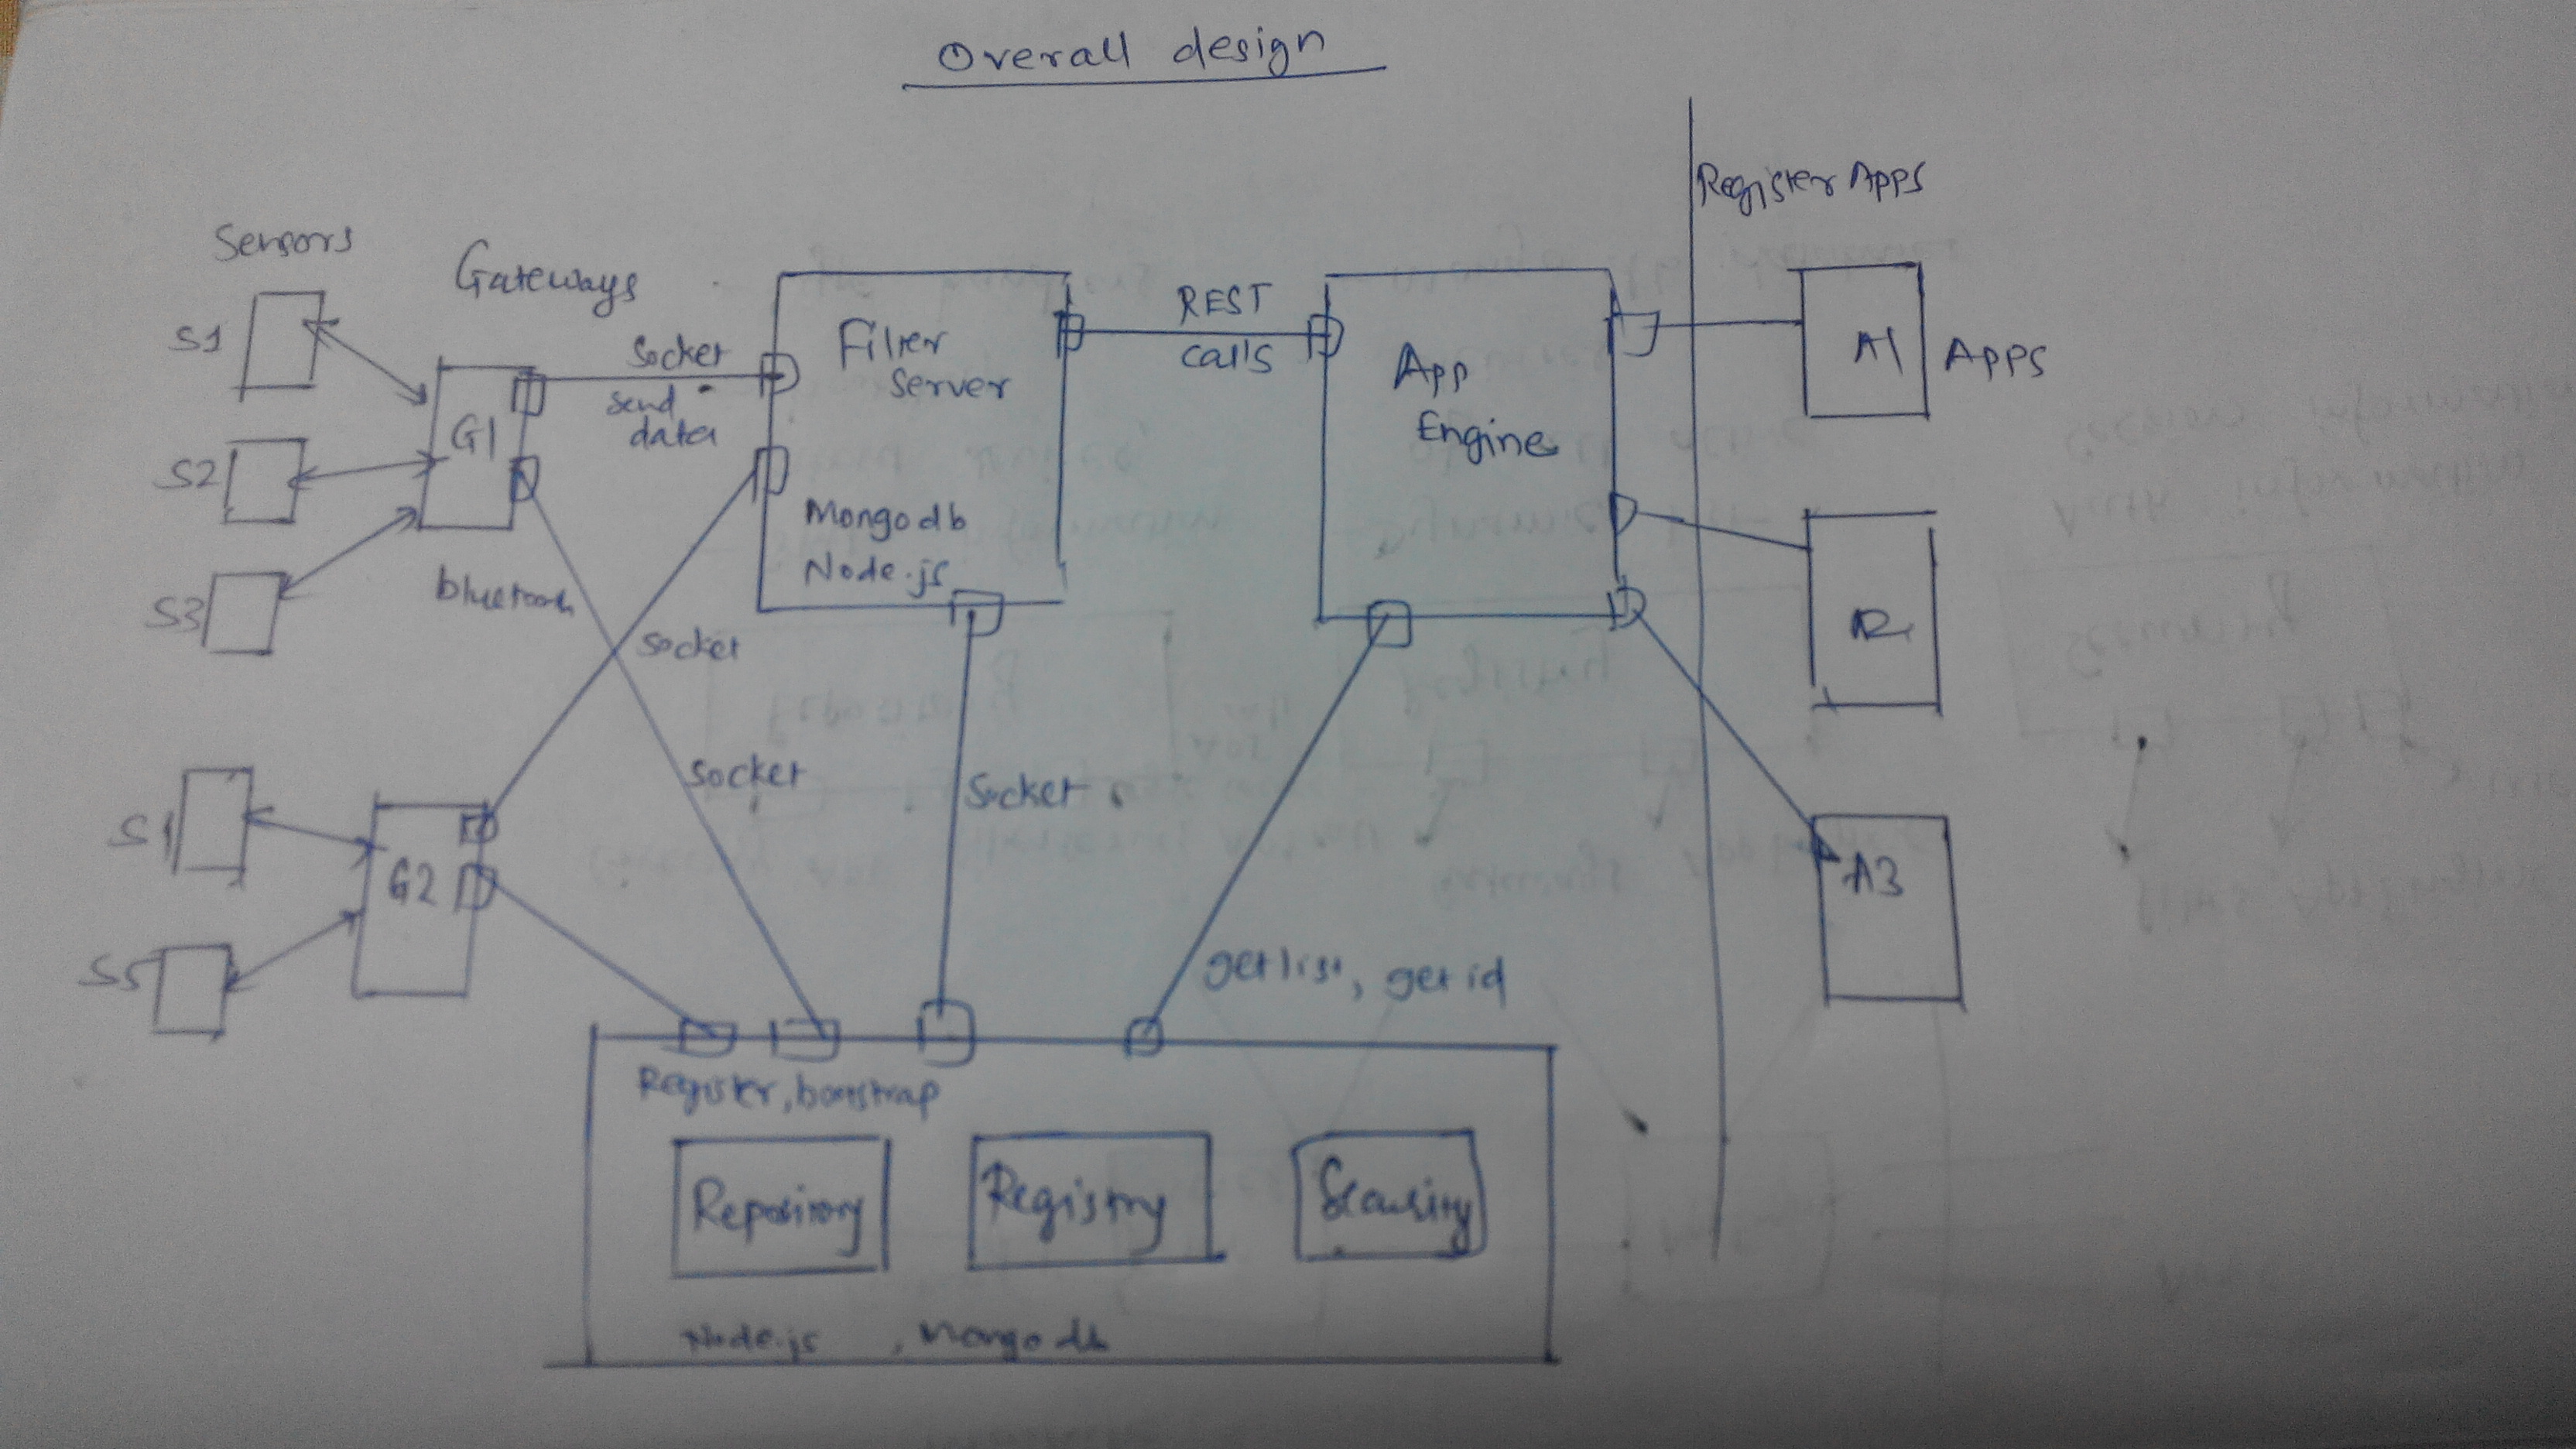 Overall design
Register Apps
Sensors
Gateways
S1
S2
S3
G1
bluetooth
Socket
send
data
Filter
Server
Mongodb
Node.js
REST
calls
App
Engine
A1
Apps
A3
socket
socket
Socket
S1
S5
G2
get list, get id
Register, bootstrap
Repository
Registry
Security
Node.js , Mongo db